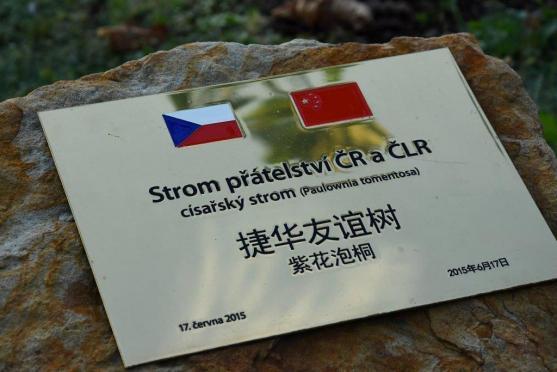 Strom přátelství ČR a ČLR
císařský strom (Paulownia tomentosa)
捷华友谊树
紫花泡桐
17. června 2015
2015年6月17日